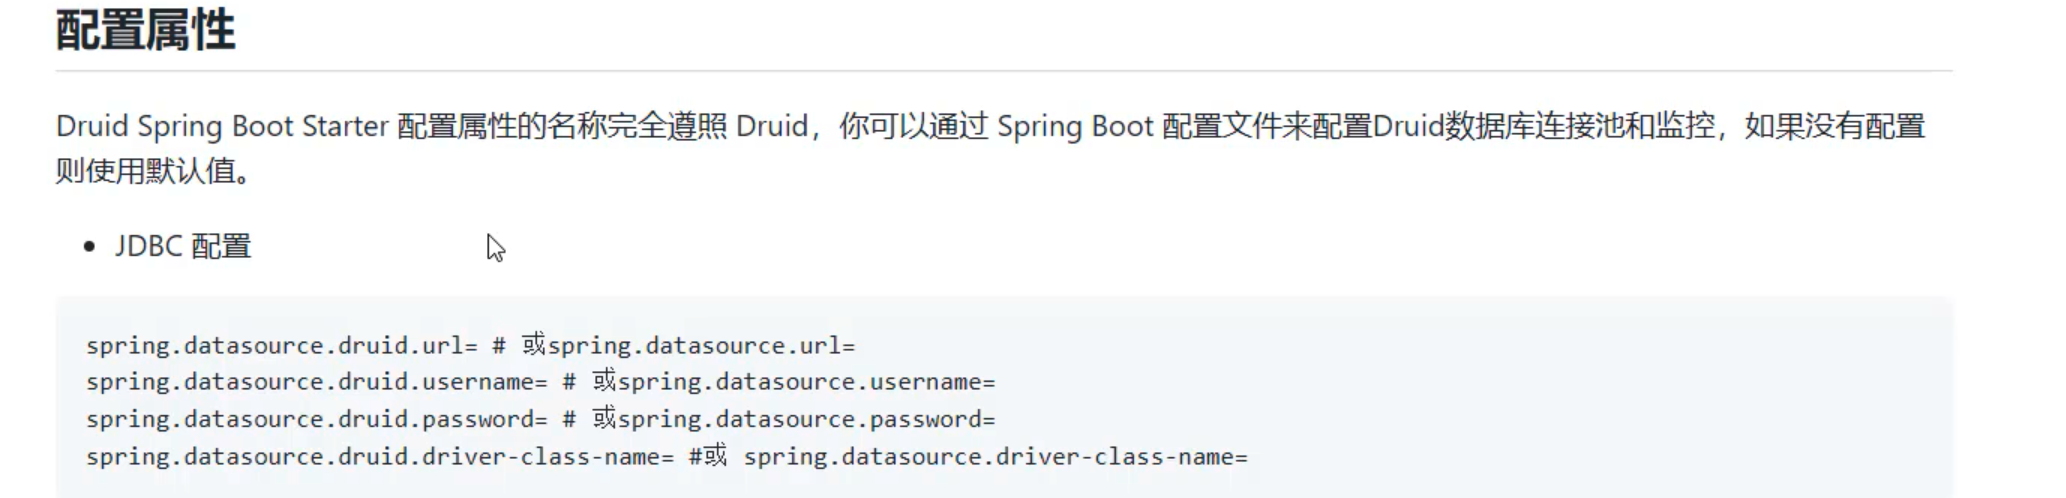 配置属性
Druid Spring Boot Starter 配置属性的名称完全遵照 Druid，你可以通过 Spring Boot 配置文件来配置Druid数据库连接池和监控，如果没有配置
则使用默认值。
• JDBC 配置
spring.datasource.druid.url= # 或spring.datasource.url=
spring.datasource.druid.username= # 或spring.datasource.username=
spring.datasource.druid.password= # 或spring.datasource.password=
spring.datasource.druid.driver-class-name= #或 spring.datasource.driver-class-name=